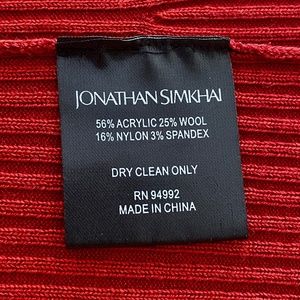 JONATHAN SIMKHAI
56% ACRYLIC 25% WOOL
16% NYLON 3% SPANDEX
DRY CLEAN ONLY
RN 94992
MADE IN CHINA